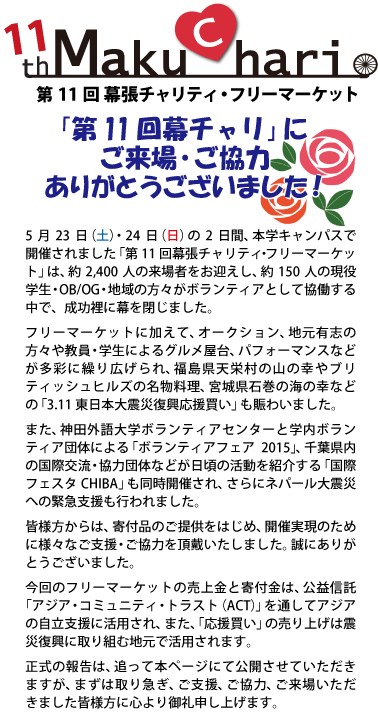 11th Maku C hari
第 11 回 幕張チャリティ・フリーマーケット
「第 11 回幕チャリ」に
ご来場・ご協力
ありがとうございました！
5 月 23 日（土）・24 日（日）の 2 日間、本学キャンパスで
開催されました「第 11 回幕張チャリティ・フリーマーケッ
ト」は、約 2,400 人の来場者をお迎えし、約 150 人の現役
学生・OB/OG・地域の方々がボランティアとして協働する
中で、成功裡に幕を閉じました。
フリーマーケットに加えて、オークション、地元有志の
方々や教員・学生によるグルメ屋台、パフォーマンスなど
が多彩に繰り広げられ、福島県天栄村の山の幸やブリ
ティッシュヒルズの名物料理、宮城県石巻の海の幸など
の「3.11 東日本大震災復興応援買い」も賑わいました。
また、神田外語大学ボランティアセンターと学内ボラン
ティア団体による「ボランティアフェア 2015」、千葉県内
の国際交流・協力団体などが日頃の活動を紹介する「国際
フェスタ CHIBA」も同時開催され、さらにネパール大震災
への緊急支援も行われました。
皆様方からは、寄付品のご提供をはじめ、開催実現のため
に様々なご支援・ご協力を頂戴いたしました。誠にありが
とうございました。
今回のフリーマーケットの売上金と寄付金は、公益信託
「アジア・コミュニティ・トラスト（ACT）」を通してアジア
の自立支援に活用され、また、「応援買い」の売り上げは震
災復興に取り組む地元で活用されます。
正式の報告は、追って本ページにて公開させていただき
ますが、まずは取り急ぎ、ご支援、ご協力、ご来場いただ
きました皆様方に心より御礼申し上げます。